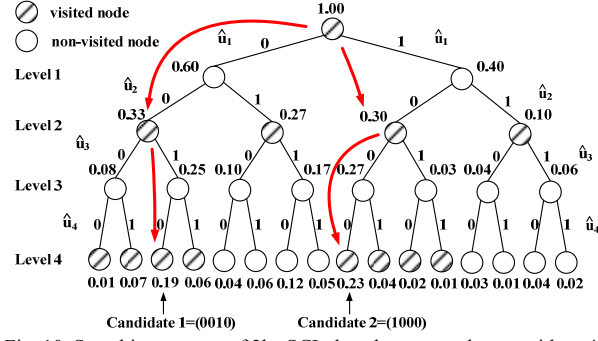 1.00
visited node
non-visited node
û1 0 1 û1
Level 1 0.60 0.40
û2 0 1 0 1 û2
Level 2 0.33 0.27 0.30 0.10
û3 0 1 0 1 0 1 0 1 û3
Level 3 0.08 0.25 0.10 0.17 0.27 0.03 0.04 0.06
û4 0 1 0 1 0 1 0 1 0 1 0 1 0 1 0 1 û4
Level 4
0.01 0.07 0.19 0.06 0.04 0.06 0.12 0.05 0.23 0.04 0.02 0.01 0.03 0.01 0.04 0.02
Candidate 1=(0010) Candidate 2=(1000)